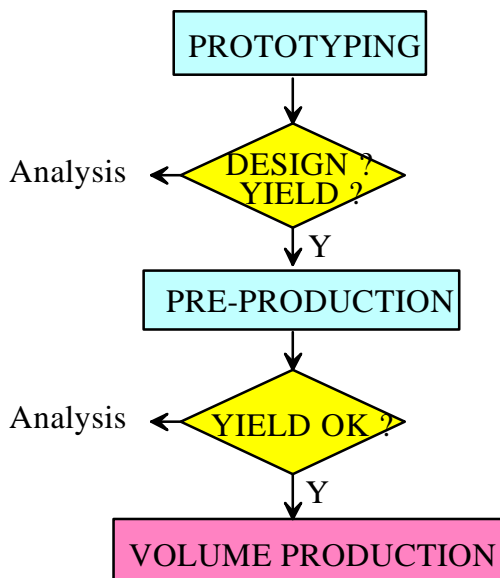 PROTOTYPING
DESIGN ?
Analysis
YIELD ?
Y
PRE-PRODUCTION
Analysis
YIELD OK ?
Y
VOLUME PRODUCTION